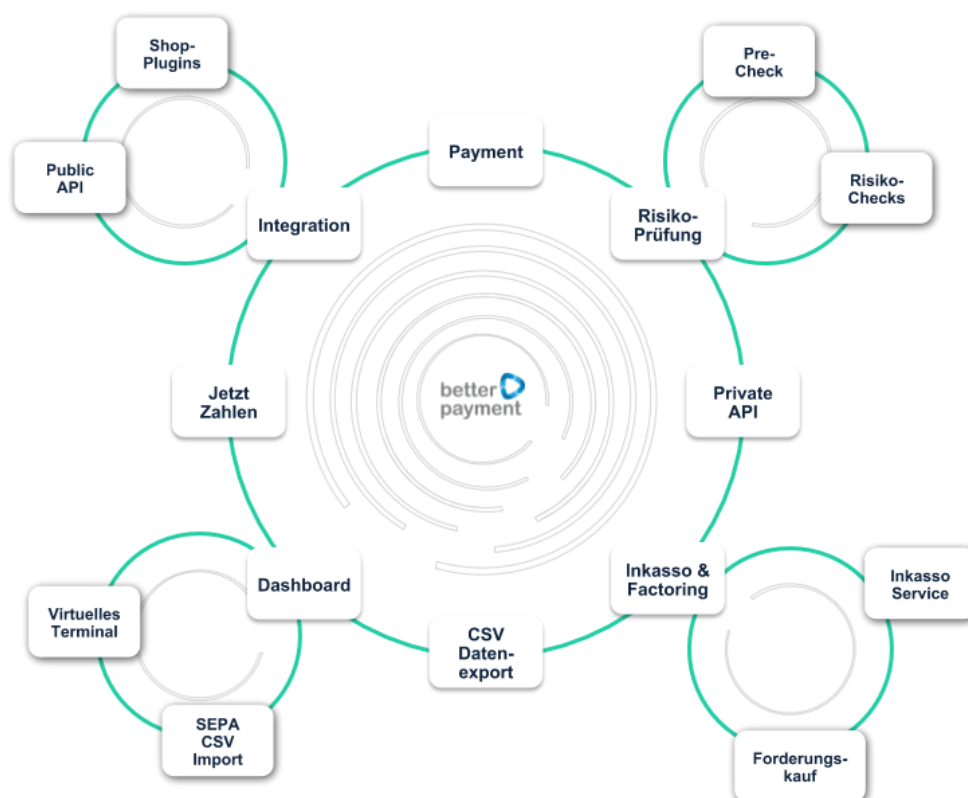 Shop-
Plugins
Pre-
Check
Payment
Public
API
Risiko-
Checks
Integration
Risiko-
Prüfung
Jetzt
Zahlen
better
payment
Private
API
Virtuelles
Terminal
Dashboard
Inkasso &
Factoring
Inkasso
Service
CSV
Daten-
export
SEPA
CSV
Import
Forderungs-
kauf